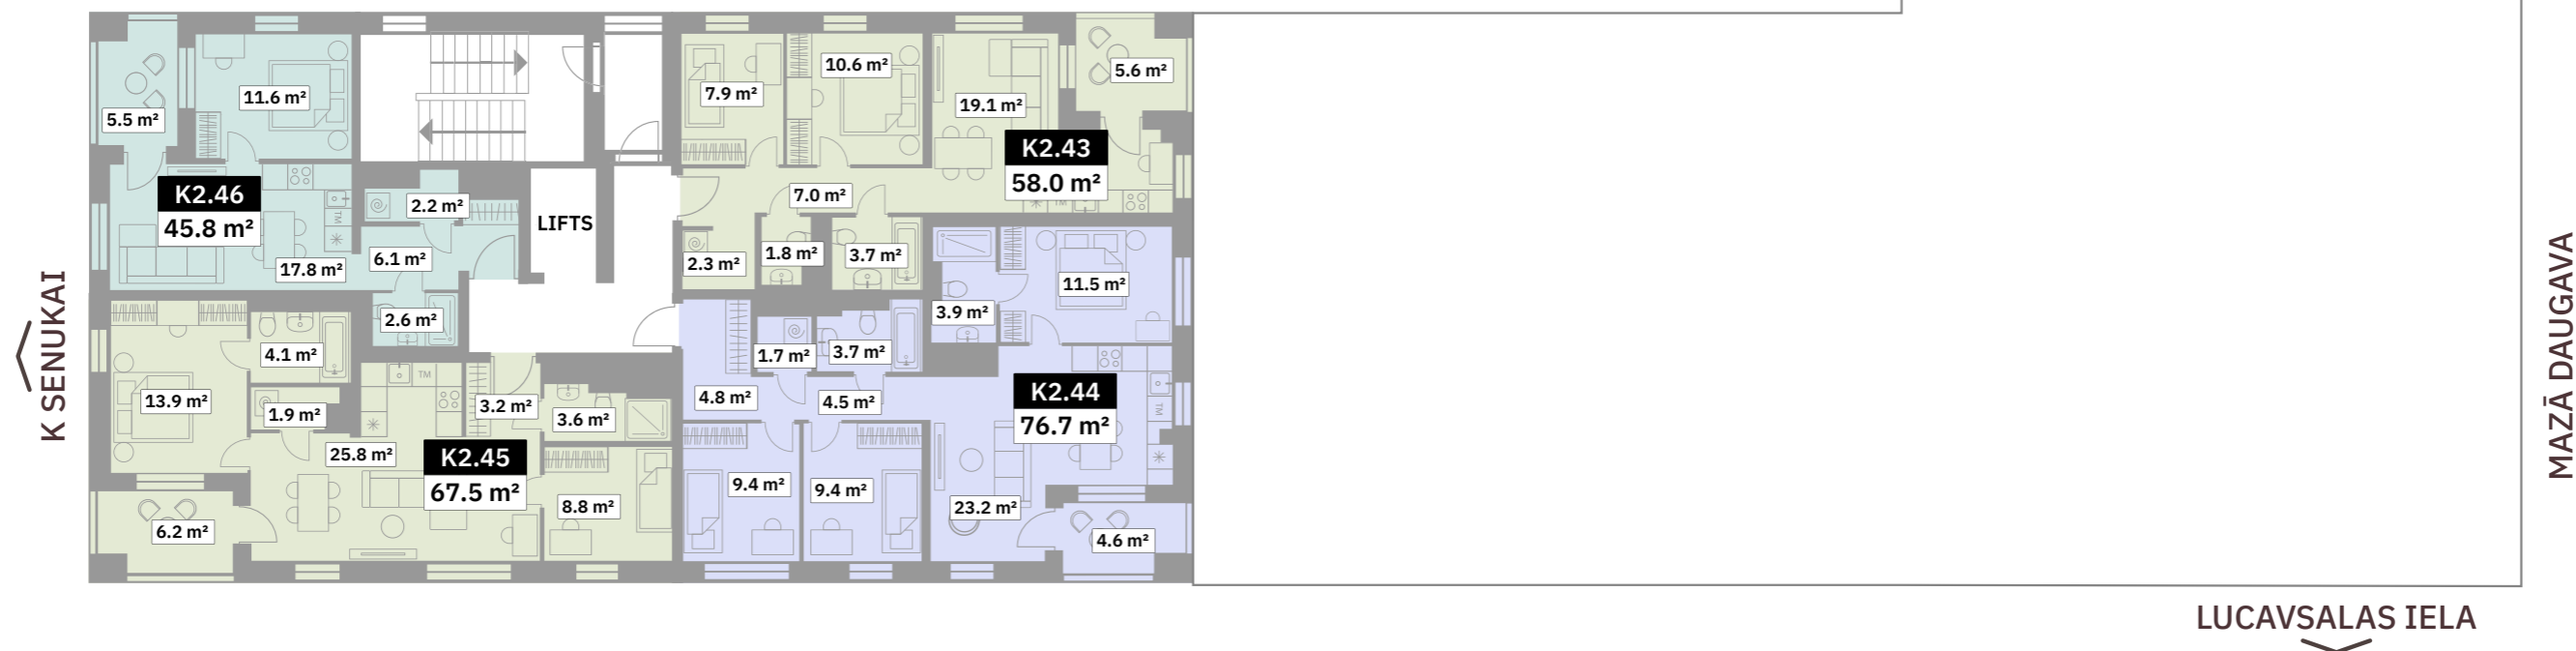 5.5 m²
11.6 m²
K2.46
45.8 m²
17.8 m²
2.2 m²
6.1 m²
2.6 m²
TM
LIFTS
7.9 m²
10.6 m²
19.1 m²
5.6 m²
K2.43
58.0 m²
7.0 m²
2.3 m²
1.8 m²
3.7 m²
TM
3.9 m²
11.5 m²
1.7 m²
3.7 m²
4.8 m²
4.5 m²
K2.44
76.7 m²
TM
9.4 m²
9.4 m²
23.2 m²
4.6 m²
4.1 m²
13.9 m²
1.9 m²
TM
3.2 m²
3.6 m²
25.8 m²
K2.45
67.5 m²
8.8 m²
6.2 m²
K SENUKAI
MAZĀ DAUGAVA
LUCAVSALAS IELA